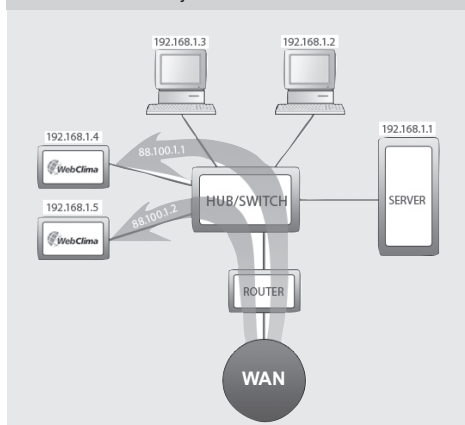 192.168.1.3
192.168.1.2
192.168.1.4
88.100.1.1
192.168.1.1
WebClima
HUB/SWITCH
SERVER
192.168.1.5
88.100.1.2
WebClima
ROUTER
WAN